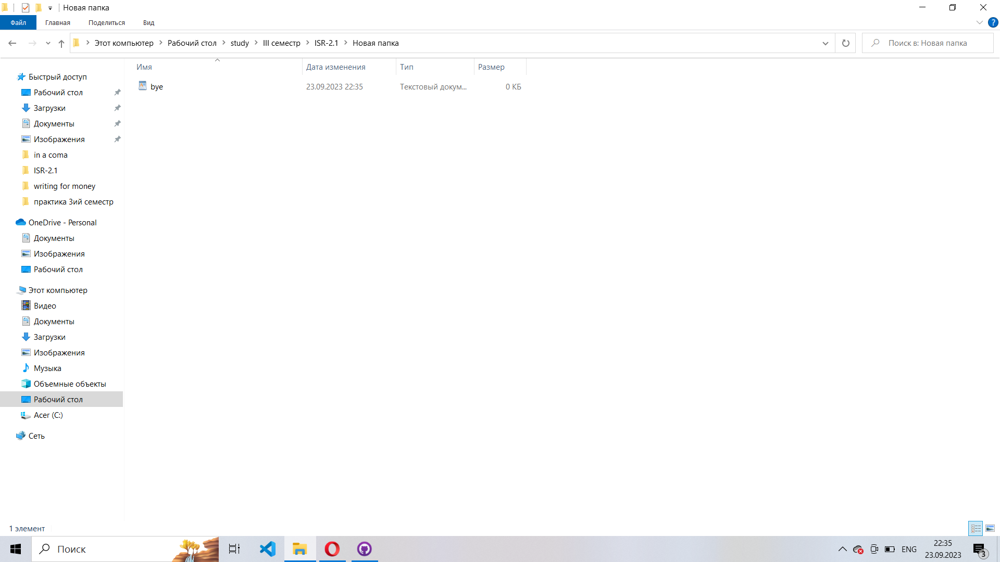 Новая папка
Файл Главная Поделиться Вид
Этот компьютер Рабочий стол study III семестр ISR-2.1 Новая папка
Поиск в: Новая папка
Имя Дата изменения Тип Размер
bye 23.09.2023 22:35 Текстовый докум... 0 КБ
Быстрый доступ
Рабочий стол
Загрузки
Документы
Изображения
in a coma
ISR-2.1
writing for money
практика 3ий семестр
OneDrive - Personal
Документы
Изображения
Рабочий стол
Этот компьютер
Видео
Документы
Загрузки
Изображения
Музыка
Объемные объекты
Рабочий стол
Acer (C:)
Сеть
1 элемент
Поиск
ENG
22:35
23.09.2023
3